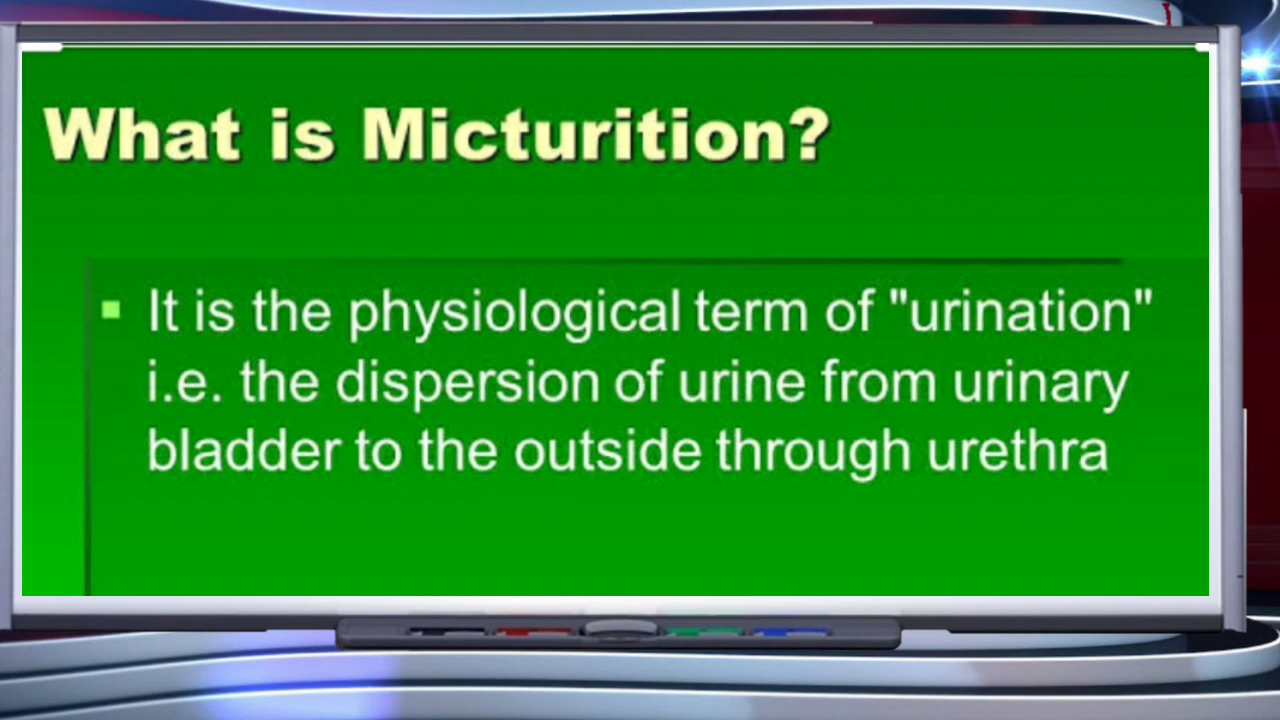 What is Micturition?
It is the physiological term of "urination"
i.e. the dispersion of urine from urinary
bladder to the outside through urethra